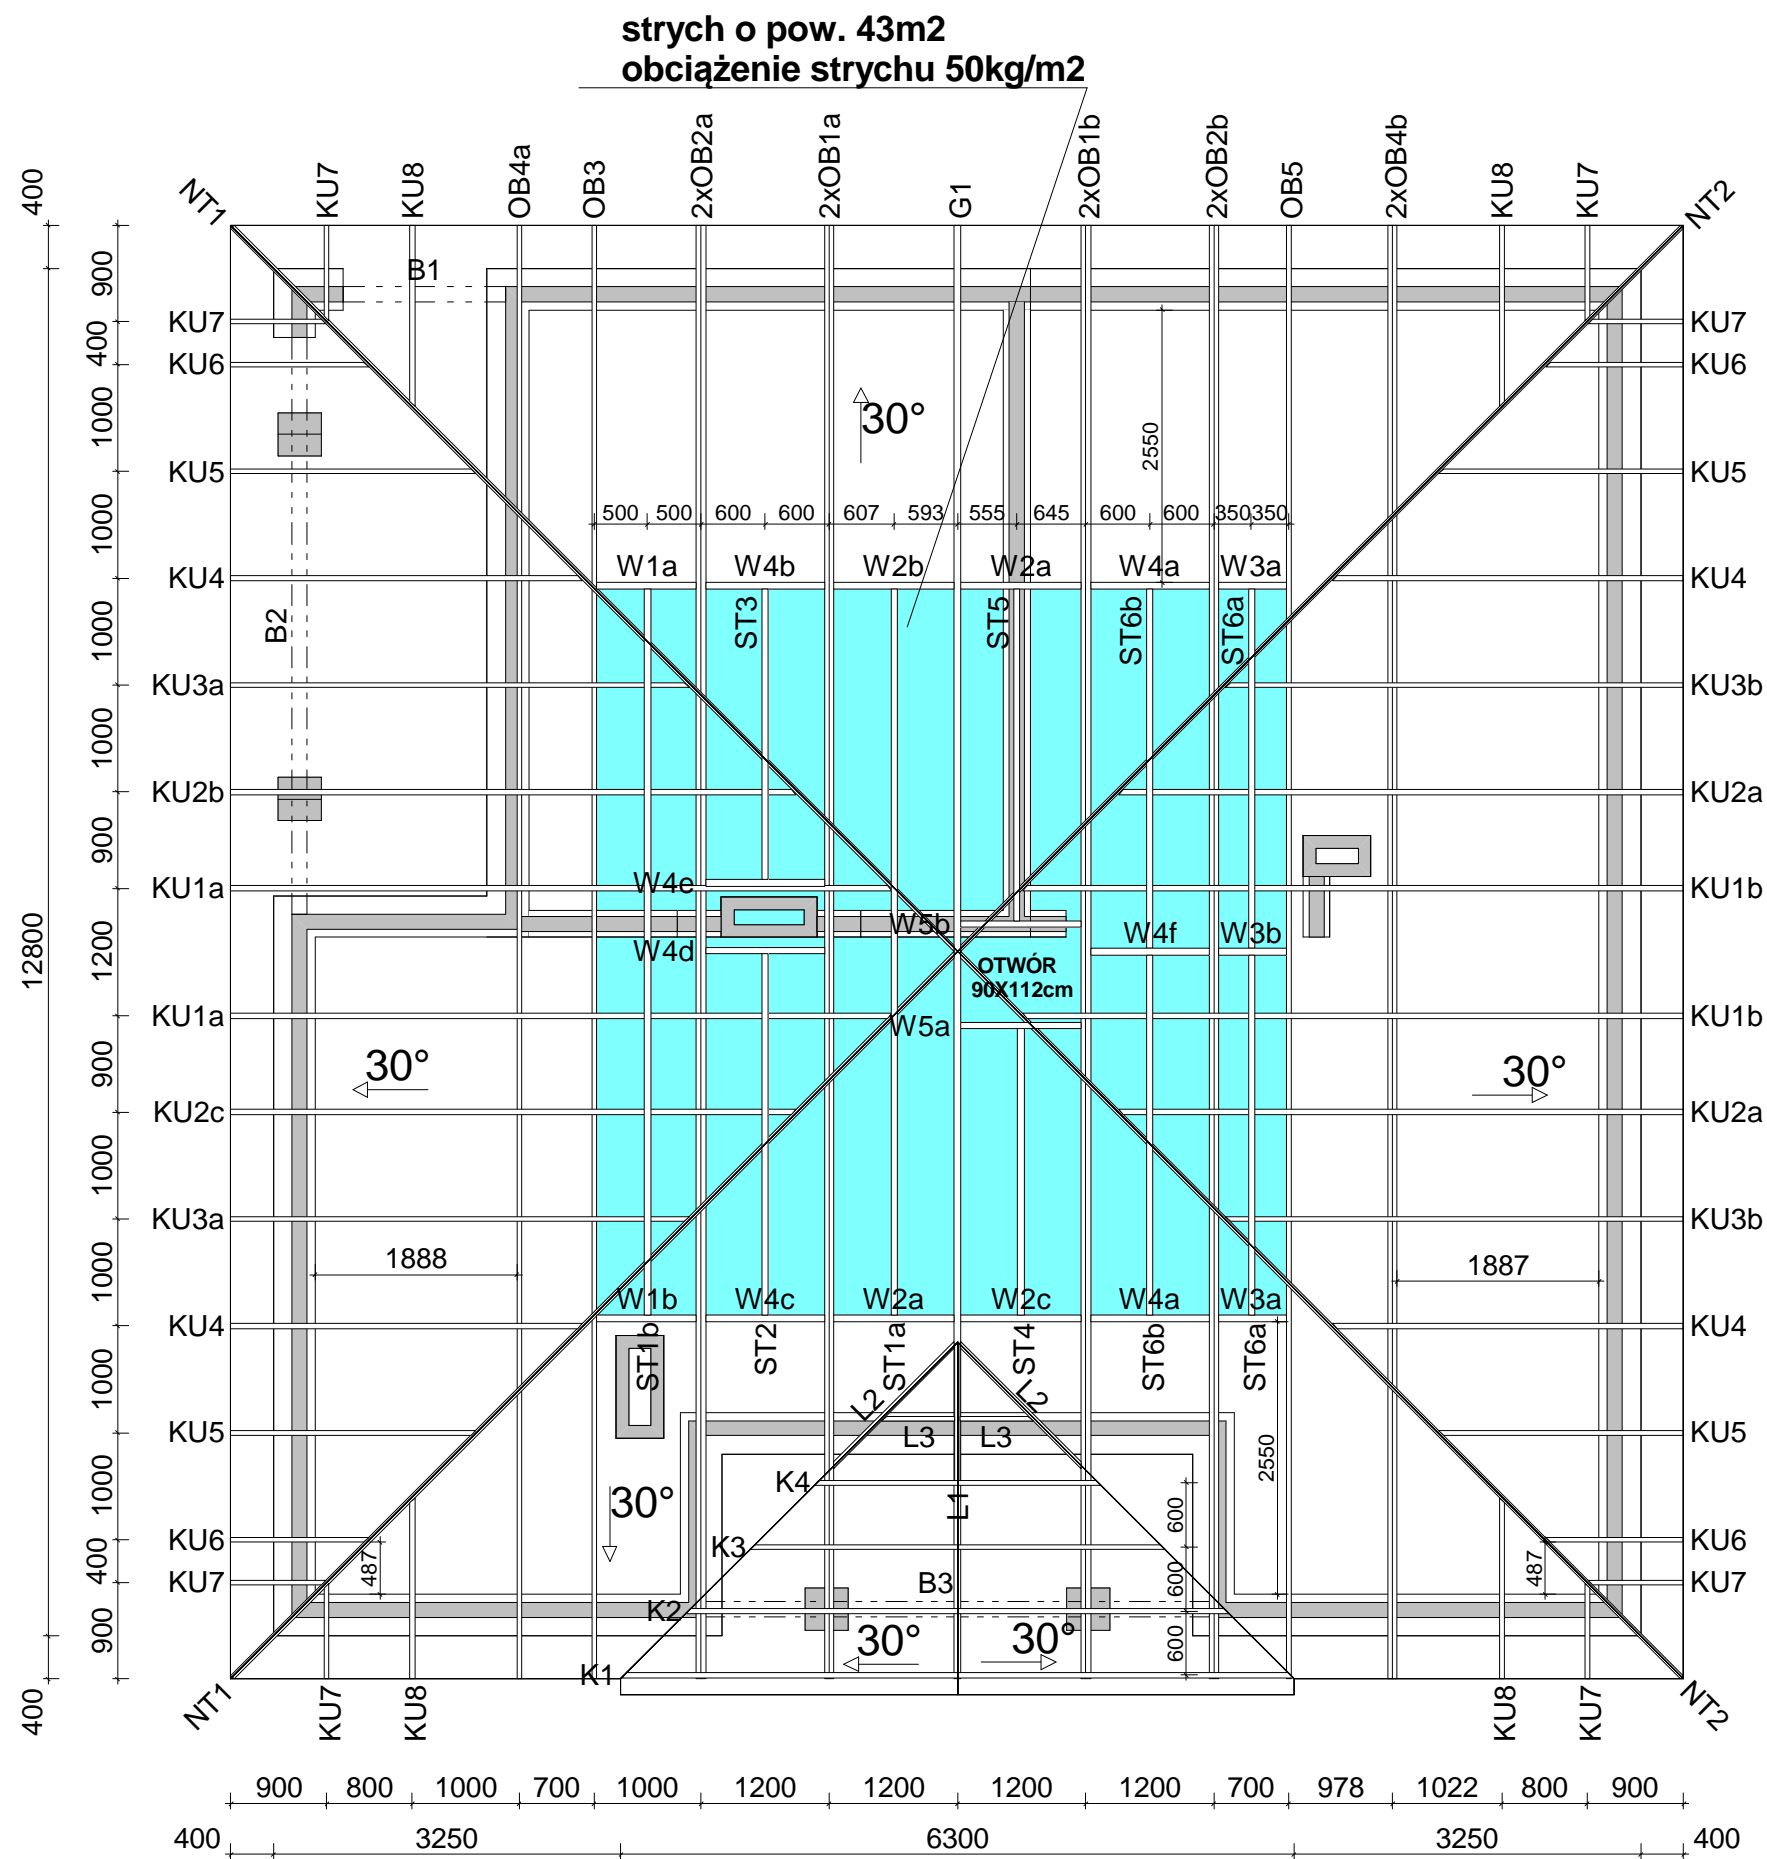 strych o pow. 43m2
obciążenie strychu 50kg/m2
NT1
KU7
KU8
OB4a
OB3
2xOB2a
2xOB1a
G1
2xOB1b
2xOB2b
OB5
2xOB4b
KU8
KU7
NT2
400
900
400
1000
1000
1000
1000
900
1200
900
1000
1000
1000
1000
400
900
12800
400
KU7
KU6
KU5
KU4
KU3a
KU2b
KU1a
KU1a
KU2c
KU3a
KU4
KU5
KU6
KU7
B1
B2
30°
2550
500 500 600 600 607 593 555 645 600 600 350 350
W1a W4b W2b W2a W4a W3a
ST3
ST5
ST6b
ST6a
W4e
W4d
W5b
W4f
W3b
OTWÓR
90X112cm
W5a
30°
30°
1888
1887
W1b W4c W2a W2c W4a W3a
ST1b
ST2
ST1a
ST4
ST6b
ST6a
L2
L2
L3
L3
L1
K4
K3
K2
K1
B3
30°
30°
30°
600
600
600
2550
487
487
KU7
KU6
KU5
KU4
KU3b
KU2a
KU1b
KU1b
KU2a
KU3b
KU4
KU5
KU6
KU7
NT1
KU7
KU8
KU8
KU7
NT2
900 800 1000 700 1000 1200 1200 1200 1200 700 978 1022 800 900
400 3250 6300 3250 400